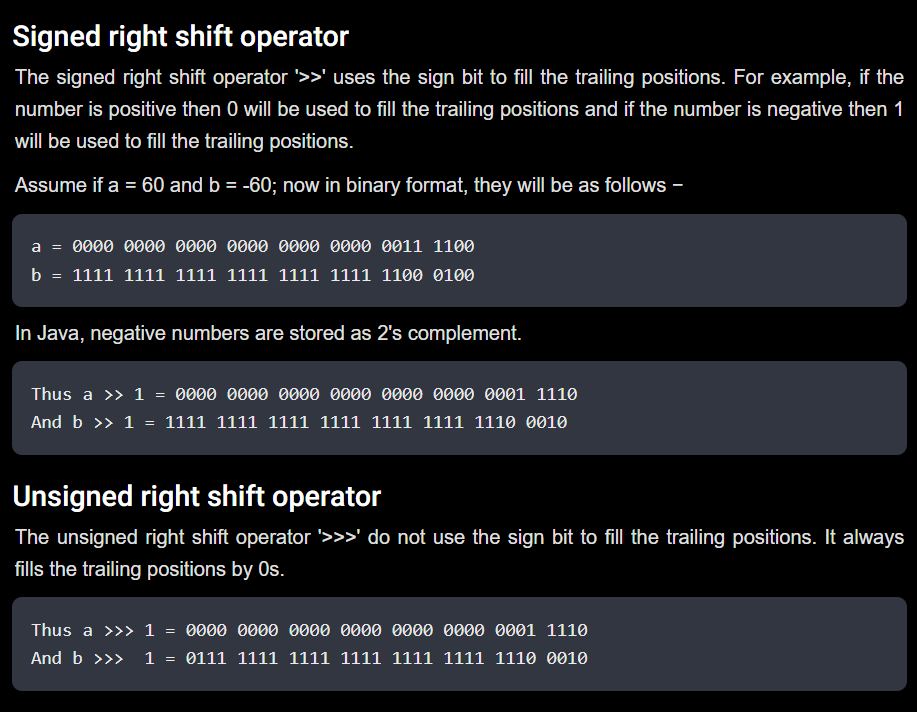 Signed right shift operator
The signed right shift operator '>>' uses the sign bit to fill the trailing positions. For example, if the
number is positive then 0 will be used to fill the trailing positions and if the number is negative then 1
will be used to fill the trailing positions.
Assume if a = 60 and b = -60; now in binary format, they will be as follows −
a = 0000 0000 0000 0000 0000 0000 0011 1100
b = 1111 1111 1111 1111 1111 1111 1100 0100
In Java, negative numbers are stored as 2's complement.
Thus a >> 1 = 0000 0000 0000 0000 0000 0000 0001 1110
And b >> 1 = 1111 1111 1111 1111 1111 1111 1110 0010
Unsigned right shift operator
The unsigned right shift operator '>>>' do not use the sign bit to fill the trailing positions. It always
fills the trailing positions by 0s.
Thus a >>> 1 = 0000 0000 0000 0000 0000 0000 0001 1110
And b >>>  1 = 0111 1111 1111 1111 1111 1111 1110 0010